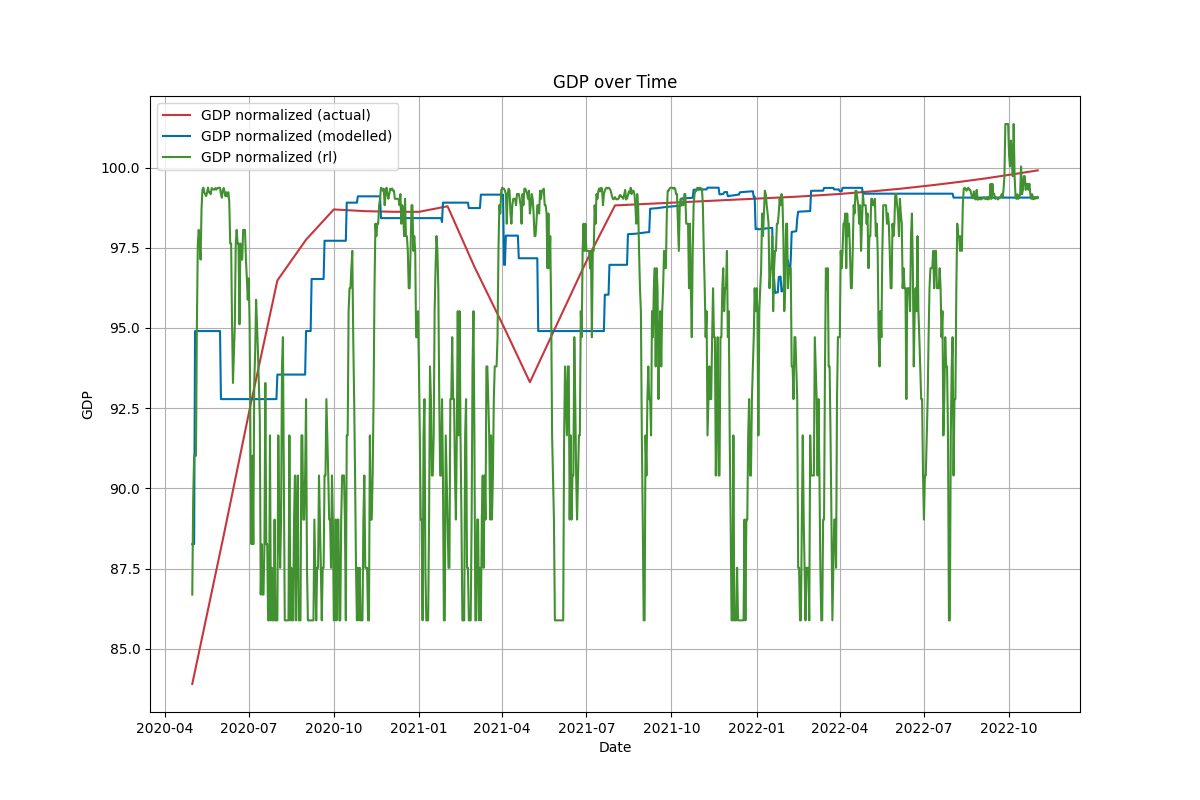 GDP over Time
GDP normalized (actual)
GDP normalized (modelled)
GDP normalized (rl)
100.0
97.5
95.0
92.5
90.0
87.5
85.0
GDP
2020-04 2020-07 2020-10 2021-01 2021-04 2021-07 2021-10 2022-01 2022-04 2022-07 2022-10
Date